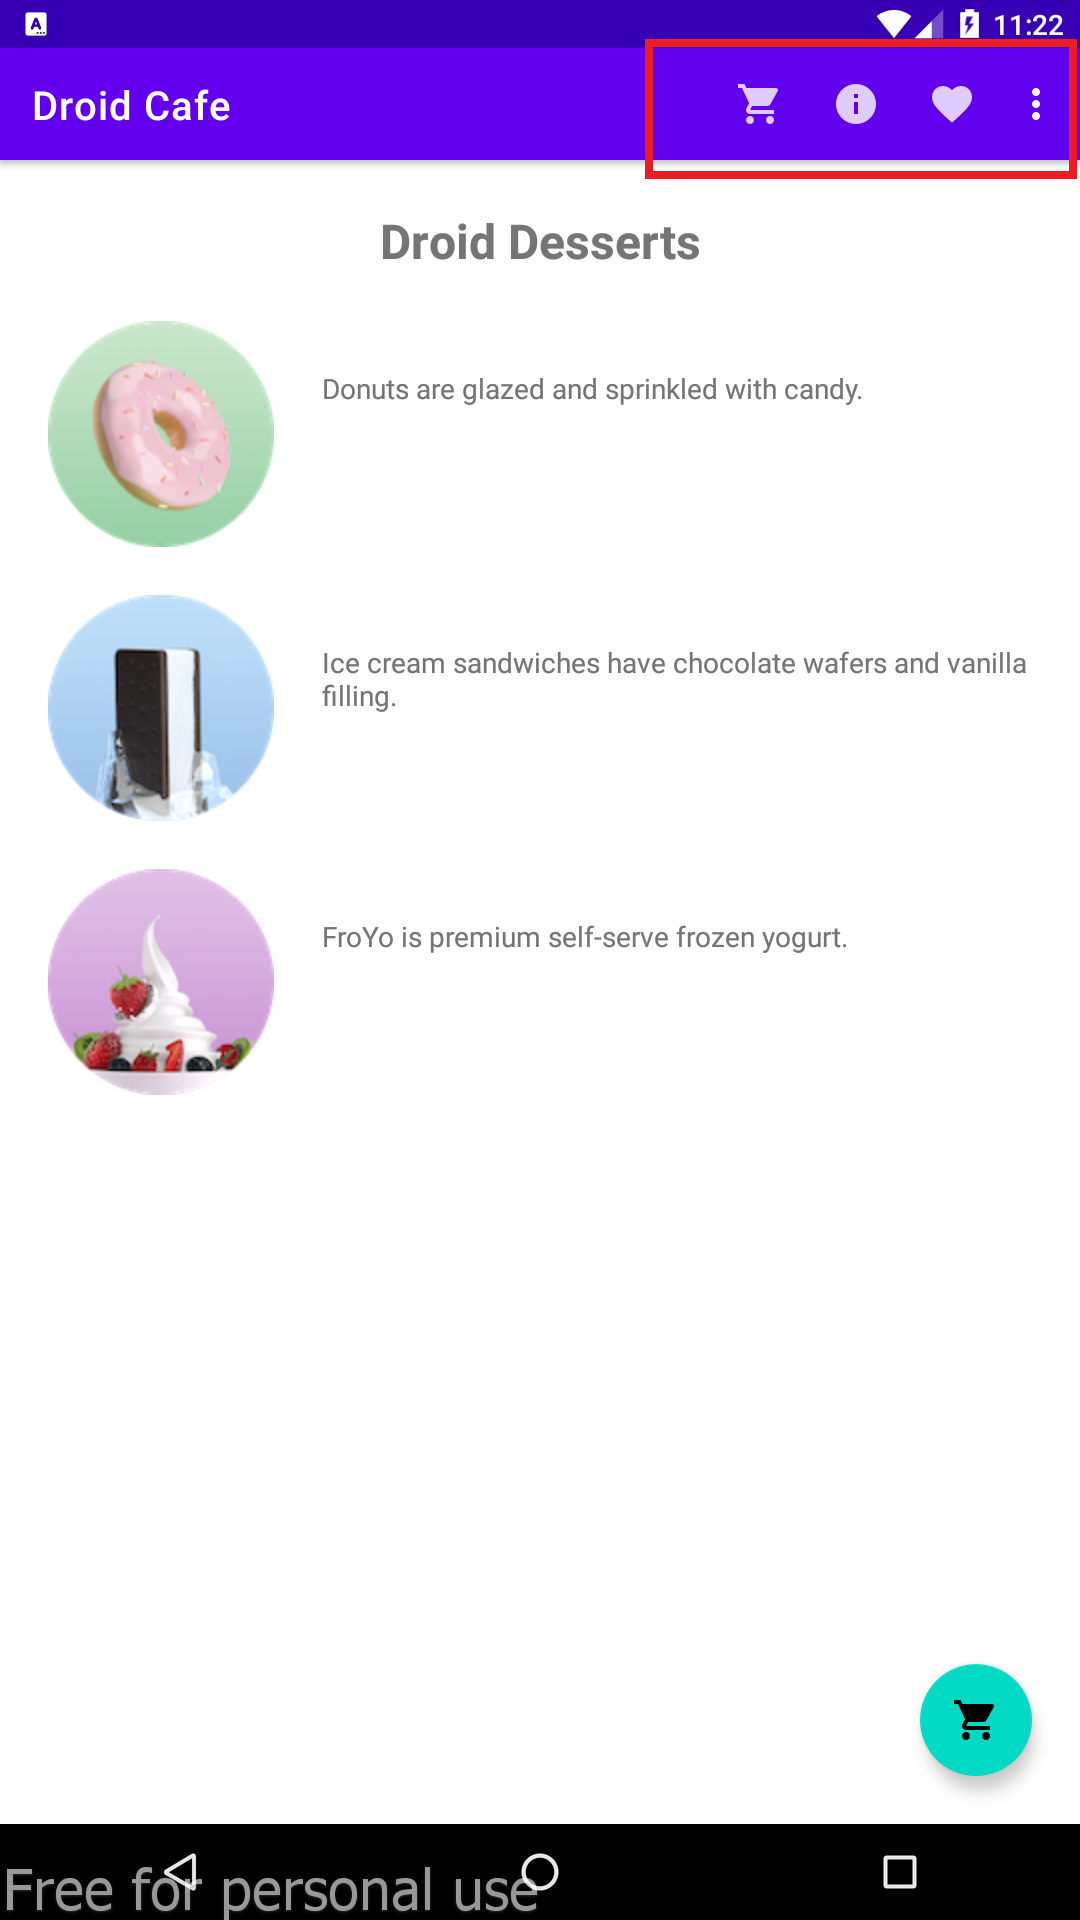 A
11:22
Droid Cafe
Droid Desserts
Donuts are glazed and sprinkled with candy.
Ice cream sandwiches have chocolate wafers and vanilla
filling.
FroYo is premium self-serve frozen yogurt.
Free for personal use